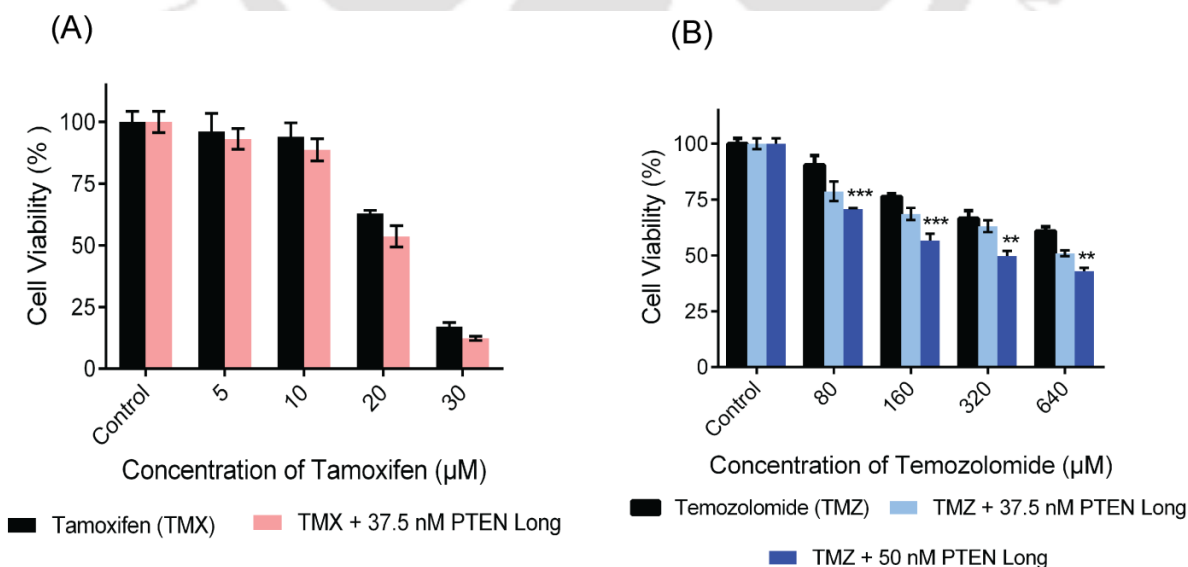 (A)
(B)
Cell Viability (%)
100
75
50
25
0
Control
5
10
20
30
Concentration of Tamoxifen (µM)
Tamoxifen (TMX)
TMX + 37.5 nM PTEN Long
Cell Viability (%)
100
75
50
25
0
***
***
**
**
Control
80
160
320
640
Concentration of Temozolomide (µM)
Temozolomide (TMZ)
TMZ + 37.5 nM PTEN Long
TMZ + 50 nM PTEN Long